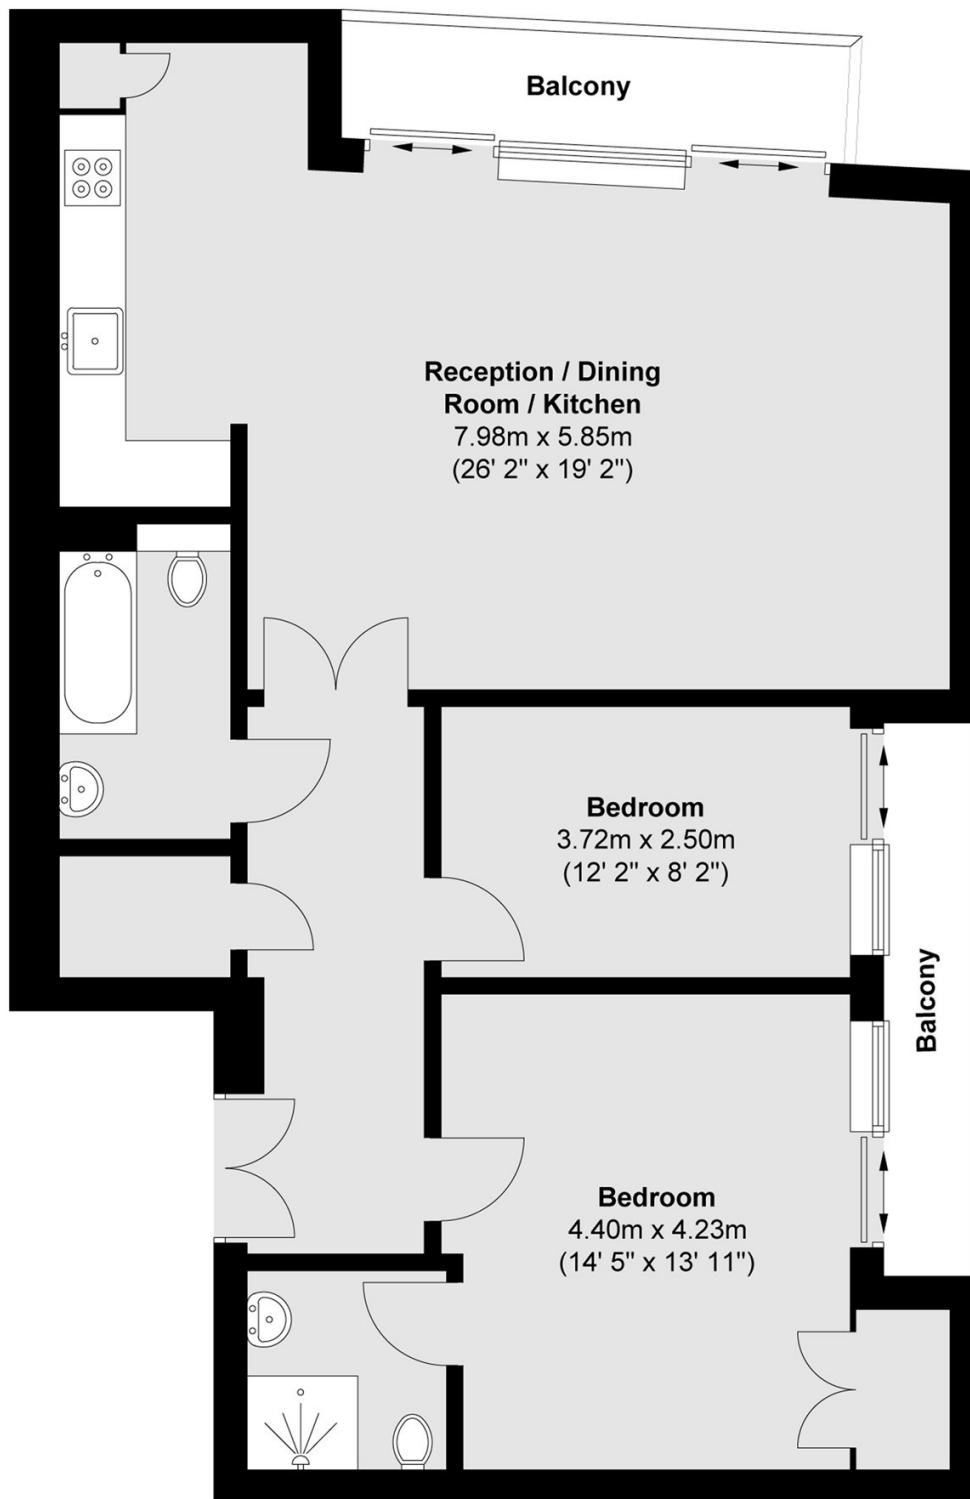 Balcony
Reception / Dining
Room / Kitchen
7.98m x 5.85m
(26' 2" x 19' 2")
Bedroom
3.72m x 2.50m
(12' 2" x 8' 2")
Balcony
Bedroom
4.40m x 4.23m
(14' 5" x 13' 11")